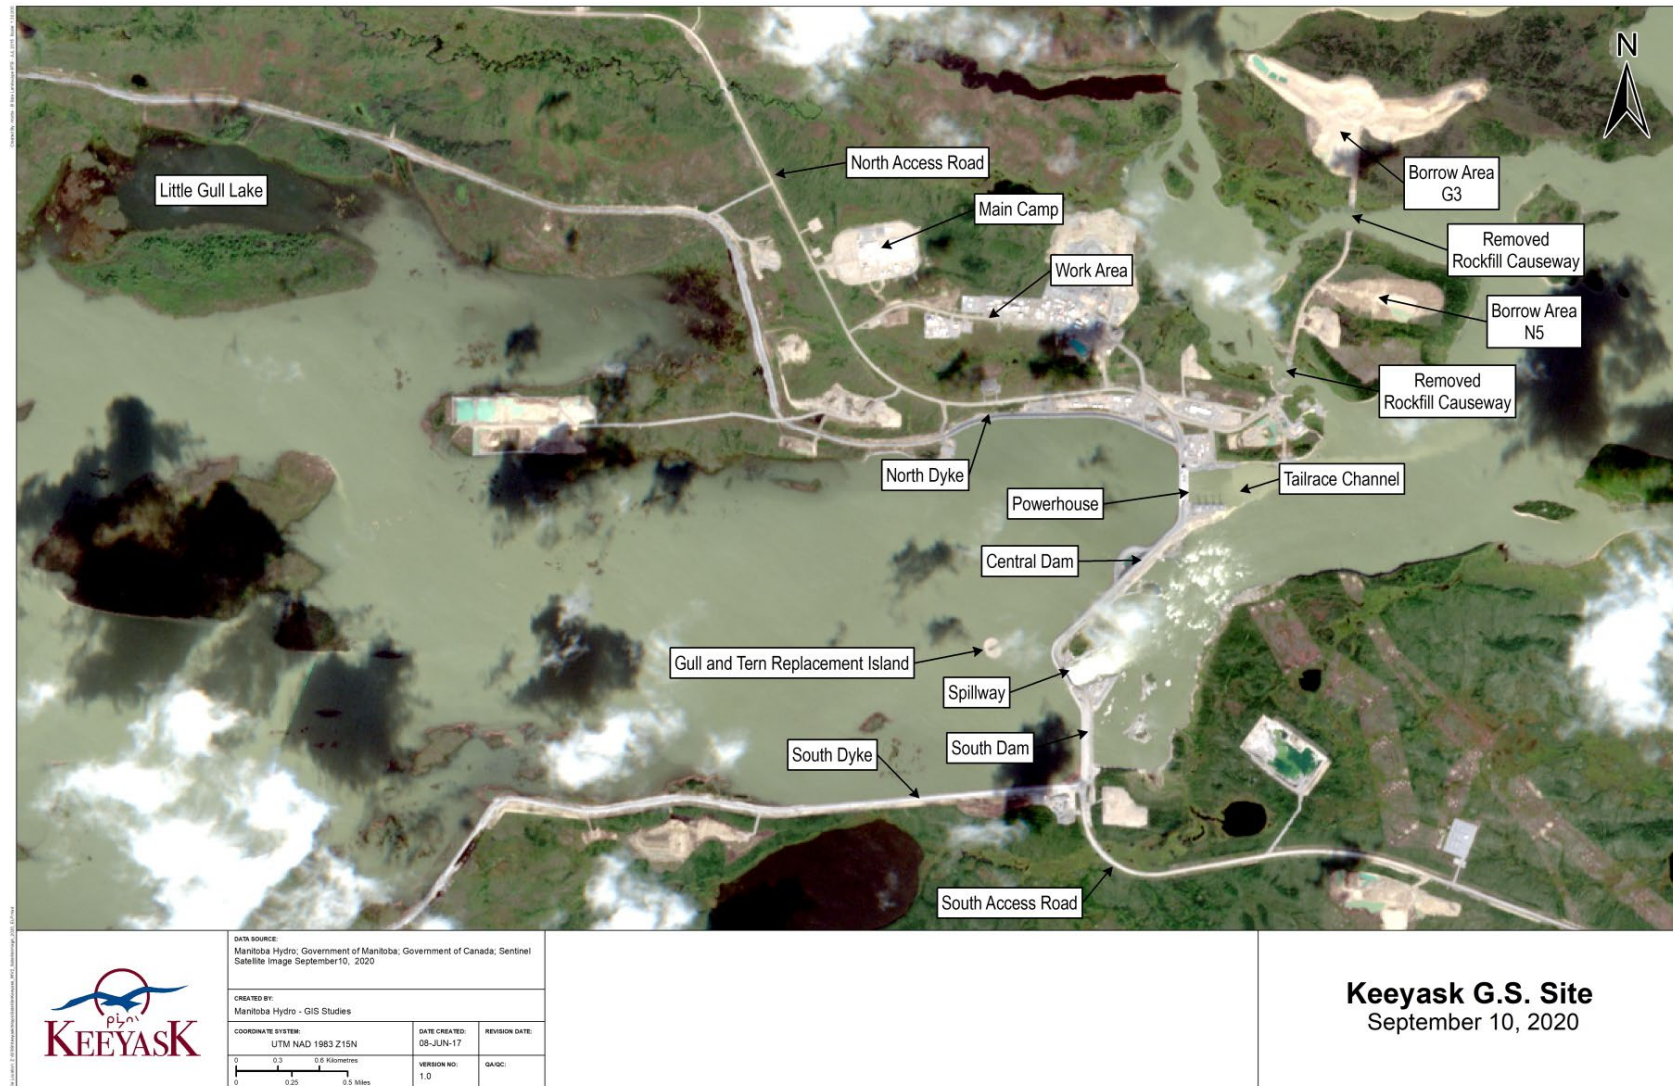 N
Little Gull Lake
North Access Road
Main Camp
Work Area
Borrow Area
G3
Removed
Rockfill Causeway
Borrow Area
N5
Removed
Rockfill Causeway
North Dyke
Tailrace Channel
Powerhouse
Central Dam
Gull and Tern Replacement Island
Spillway
South Dam
South Dyke
South Access Road
KEEYASK
DATA SOURCE:
Manitoba Hydro; Government of Manitoba; Government of Canada; Sentinel
Satellite Image September10, 2020
CREATED BY:
Manitoba Hydro - GIS Studies
COORDINATE SYSTEM:
UTM NAD 1983 Z15N
DATE CREATED:
08-JUN-17
REVISION DATE:
0 0.3 0.6 Kilometres
0 0.25 0.5 Miles
VERSION NO:
1.0
QA/QC:
Keeyask G.S. Site
September 10, 2020